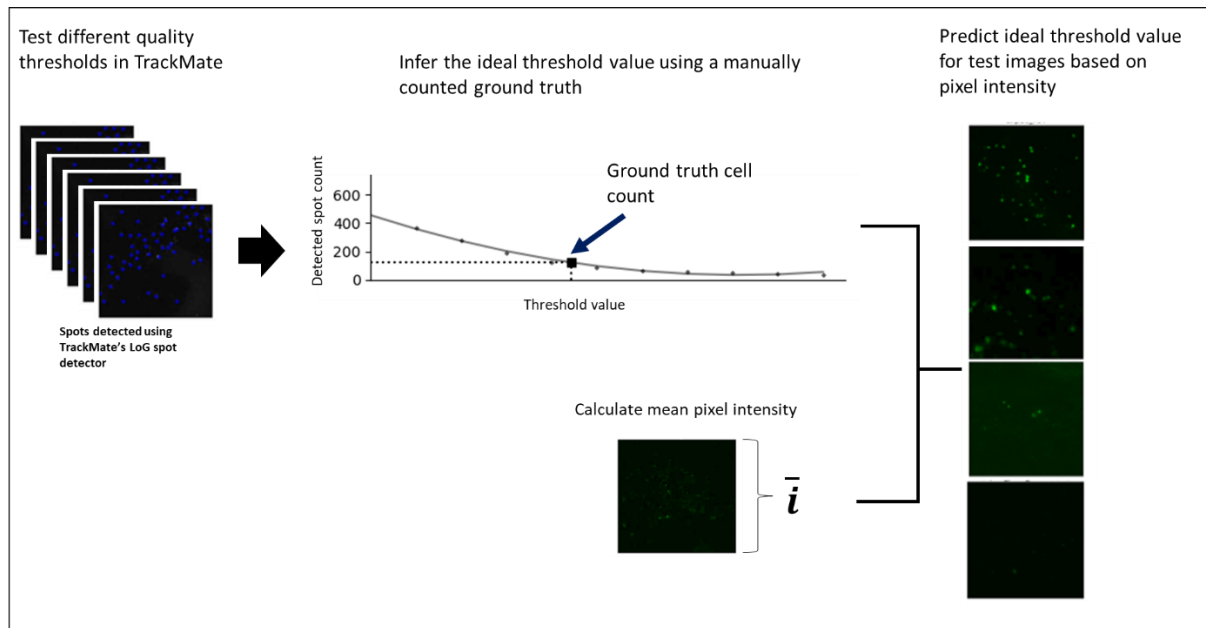 Test different quality
thresholds in TrackMate
Spots detected using
TrackMate's LoG spot
detector
Infer the ideal threshold value using a manually
counted ground truth
Ground truth cell
count
Detected spot count
600
400
200
0
Threshold value
Calculate mean pixel intensity
i̅
Predict ideal threshold value
for test images based on
pixel intensity